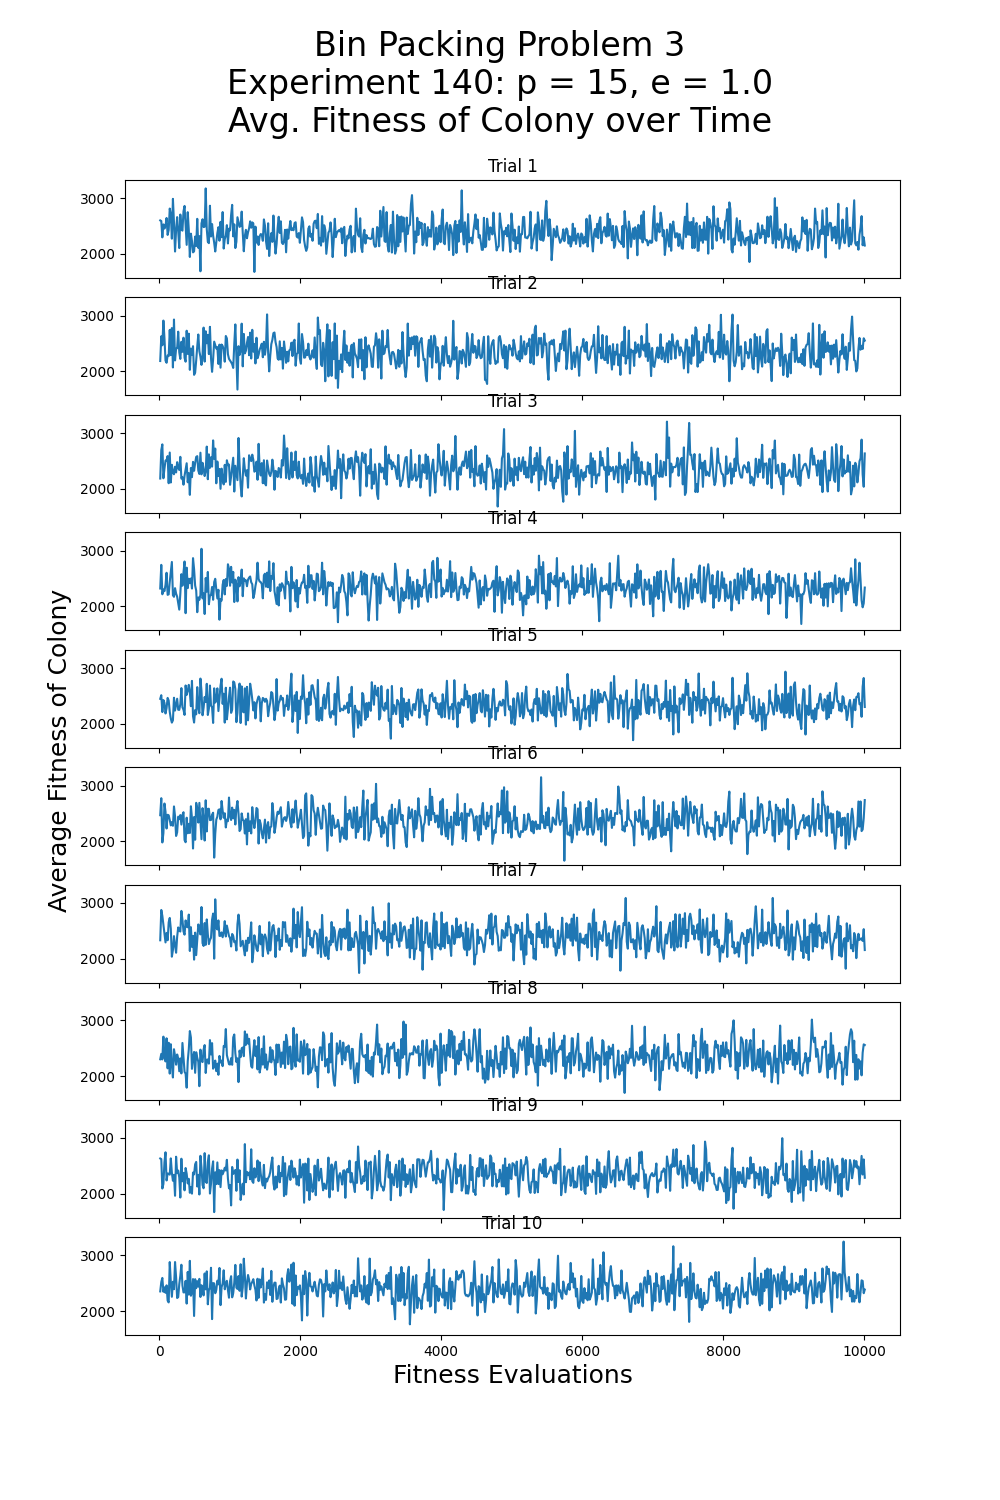 Bin Packing Problem 3
Experiment 140: p = 15, e = 1.0
Avg. Fitness of Colony over Time
Trial 1
3000
2000
Trial 2
3000
2000
Trial 3
3000
2000
Trial 4
3000
2000
Trial 5
3000
2000
Trial 6
3000
2000
Trial 7
3000
2000
Trial 8
3000
2000
Trial 9
3000
2000
Trial 10
3000
2000
0 2000 4000 6000 8000 10000
Average Fitness of Colony
Fitness Evaluations